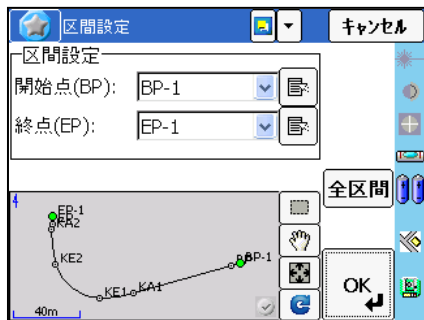 区間設定
キャンセル
区間設定
開始点(BP):
BP-1
終点(EP):
EP-1
全区間
4
EP-1
KA2
BP-1
KE2
KE1
KA1
40m
OK